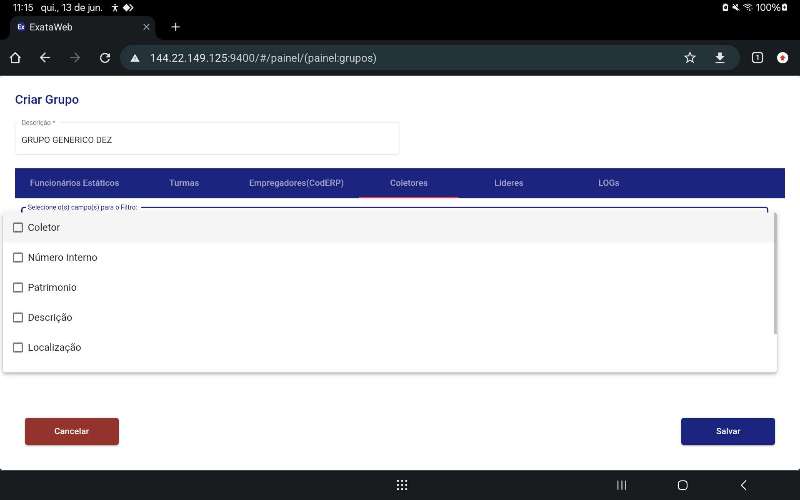 11:15 qui., 13 de jun.
100%
Ex ExataWeb
144.22.149.125:9400/#/painel/(painel:grupos)
1
Criar Grupo
Descrição *
GRUPO GENERICO DEZ
Funcionários Estáticos Turmas Empregadores(CodERP) Coletores Líderes LOGs
Selecione o(s) campo(s) para o Filtro:
Coletor
Número Interno
Patrimonio
Descrição
Localização
Cancelar Salvar